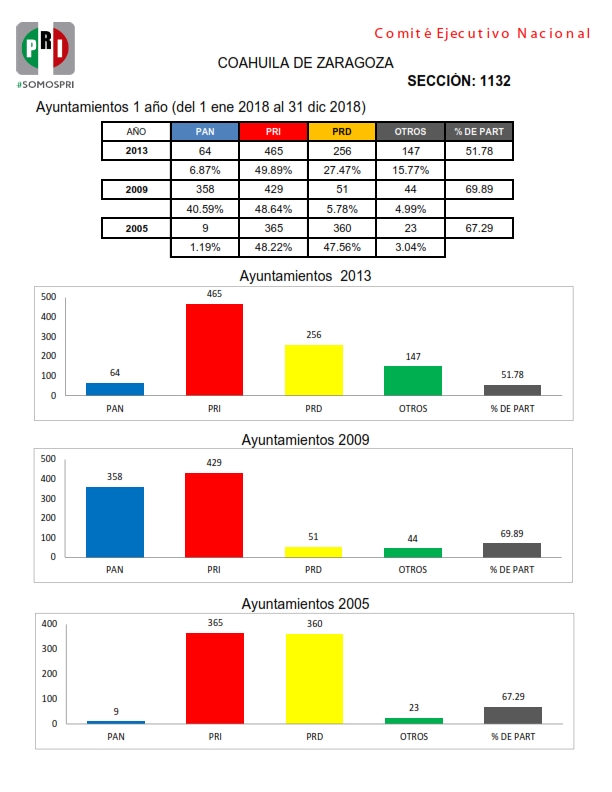 Comité Ejecutivo Nacional
PRI
#SOMOSPRI
COAHUILA DE ZARAGOZA
SECCIÓN: 1132
Ayuntamientos 1 año (del 1 ene 2018 al 31 dic 2018)
AÑO PAN PRI PRD OTROS % DE PART
2013 64 465 256 147 51.78
6.87% 49.89% 27.47% 15.77%
2009 358 429 51 44 69.89
40.59% 48.64% 5.78% 4.99%
2005 9 365 360 23 67.29
1.19% 48.22% 47.56% 3.04%
Ayuntamientos 2013
500
400
300
200
100
0
64 465 256 147 51.78
PAN PRI PRD OTROS % DE PART
Ayuntamientos 2009
500
400
300
200
100
0
358 429 51 44 69.89
PAN PRI PRD OTROS % DE PART
Ayuntamientos 2005
400
300
200
100
0
9 365 360 23 67.29
PAN PRI PRD OTROS % DE PART